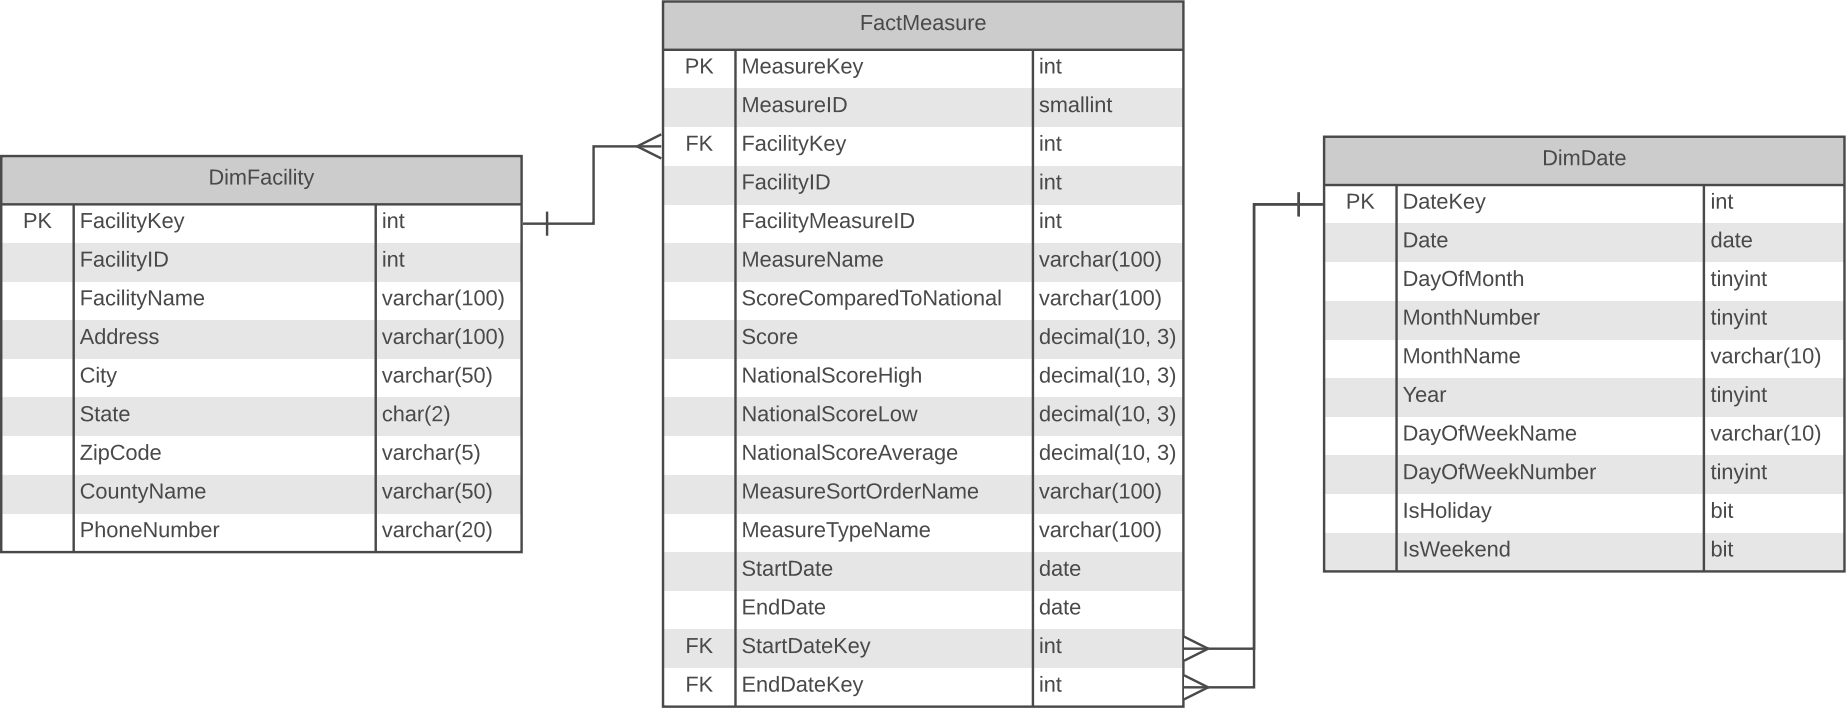 DimFacility
PK FacilityKey int
FacilityID int
FacilityName varchar(100)
Address varchar(100)
City varchar(50)
State char(2)
ZipCode varchar(5)
CountyName varchar(50)
PhoneNumber varchar(20)
FactMeasure
PK MeasureKey int
MeasureID smallint
FK FacilityKey int
FacilityID int
FacilityMeasureID int
MeasureName varchar(100)
ScoreComparedToNational varchar(100)
Score decimal(10, 3)
NationalScoreHigh decimal(10, 3)
NationalScoreLow decimal(10, 3)
NationalScoreAverage decimal(10, 3)
MeasureSortOrderName varchar(100)
MeasureTypeName varchar(100)
StartDate date
EndDate date
FK StartDateKey int
FK EndDateKey int
DimDate
PK DateKey int
Date date
DayOfMonth tinyint
MonthNumber tinyint
MonthName varchar(10)
Year tinyint
DayOfWeekName varchar(10)
DayOfWeekNumber tinyint
IsHoliday bit
IsWeekend bit